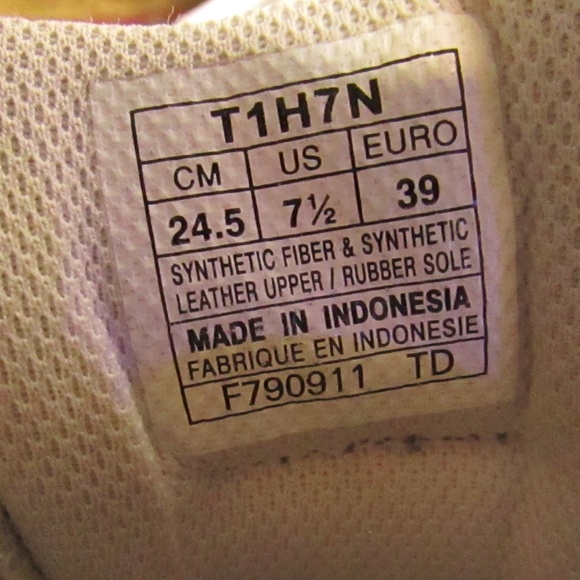 T1H7N
CM US EURO
24.5 7½ 39
SYNTHETIC FIBER & SYNTHETIC
LEATHER UPPER / RUBBER SOLE
MADE IN INDONESIA
FABRIQUE EN INDONESIE
F790911 TD